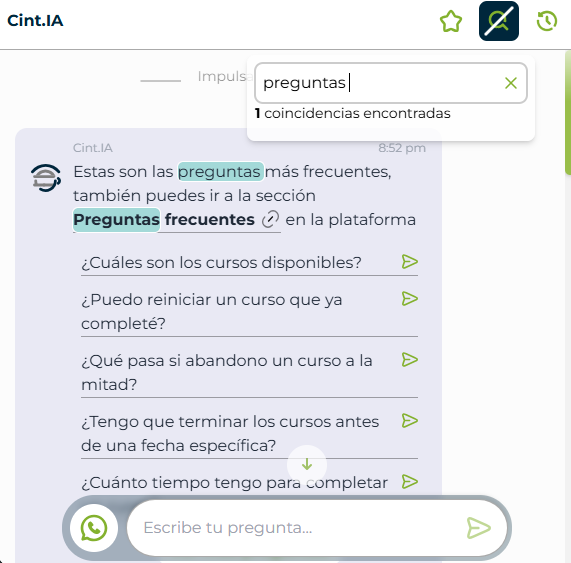 Cint.IA
Impuls
preguntas
1 coincidencias encontradas
Cint.IA
8:52 pm
Estas son las preguntas más frecuentes,
también puedes ir a la sección
Preguntas frecuentes en la plataforma
¿Cuáles son los cursos disponibles?
¿Puedo reiniciar un curso que ya
completé?
¿Qué pasa si abandono un curso a la
mitad?
¿Tengo que terminar los cursos antes
de una fecha específica?
¿Cuánto tiempo tengo para completar
Escribe tu pregunta...